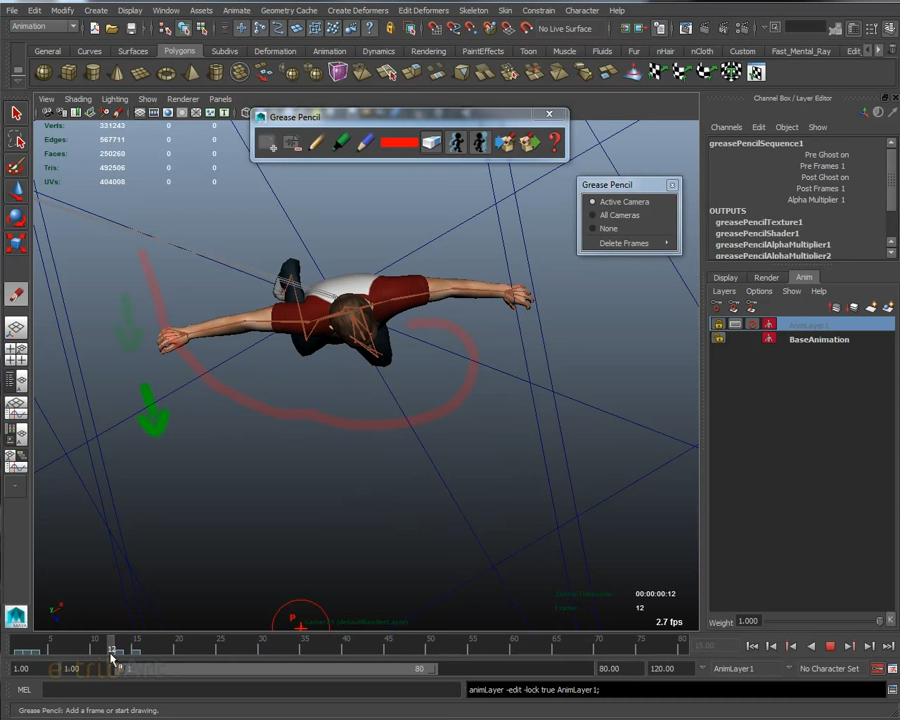 File Edit Modify Create Display Window Assets Animate Geometry Cache Create Deformers Edit Deformers Skeleton Skin Constrain Character Help
Animation
No Live Surface
General Curves Surfaces Polygons Subdivs Deformation Animation Dynamics Rendering PaintEffects Toon Muscle Fluids Fur nHair nCloth Custom Fast_Mental_Ray Edit_
View Shading Lighting Show Renderer Panels
Channel Box / Layer Editor
Grease Pencil
Verts: 331243 0 0
Edges: 567711 0 0
Faces: 250260 0 0
Tris: 492506 0 0
UVs: 404008 0 0
Channels Edit Object Show
greasePencilSequence1
Pre Ghost on
Pre Frames 1
Post Ghost on
Post Frames 1
Alpha Multiplier 1
OUTPUTS
greasePencilTexture1
greasePencilShader1
greasePencilAlphaMultiplier1
greasePencilAlphaMultiplier2
Grease Pencil
Active Camera
All Cameras
None
Delete Frames
Display Render Anim
Layers Options Show Help
AnimLayer1
BaseAnimation
P
00:00:00:12
Frame: 12
2.7 fps
Weight: 1.000
5 10 12 15 20 25 30 35 40 45 50 55 60 65 70 75 80
15.00
1.00 1.00 1 80 80.00 120.00 AnimLayer1 No Character Set
MEL
animLayer -edit -lock true AnimLayer1;
Grease Pencil: Add a frame or start drawing.